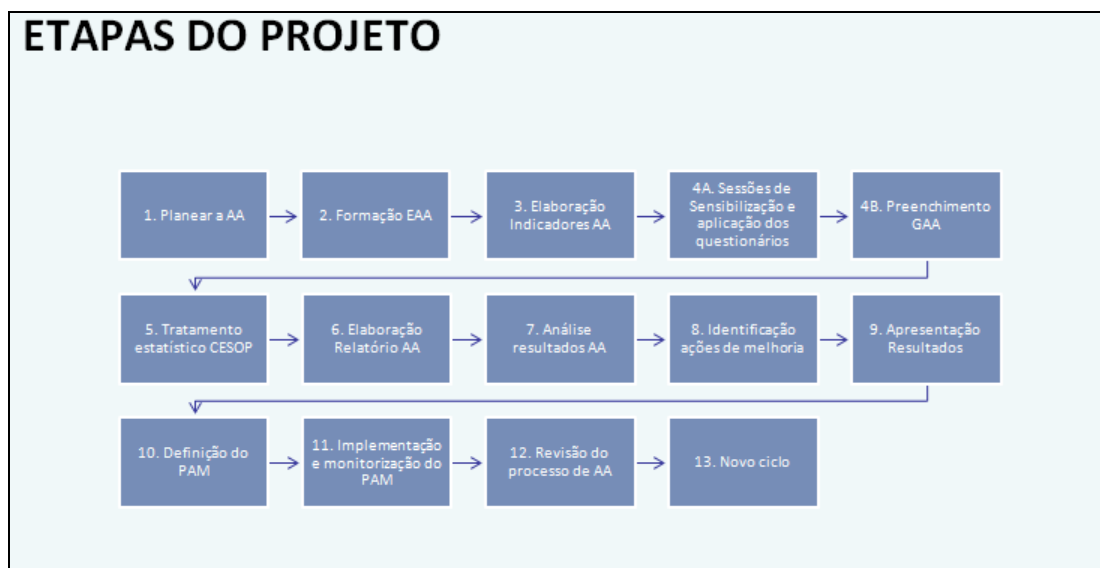 ETAPAS DO PROJETO
1. Planear a AA
2. Formação EAA
3. Elaboração
Indicadores AA
4A. Sessões de
Sensibilização e
aplicação dos
questionários
4B. Preenchimento
GAA
5. Tratamento
estatístico CESOP
6. Elaboração
Relatório AA
7. Análise
resultados AA
8. Identificação
ações de melhoria
9. Apresentação
Resultados
10. Definição do
PAM
11. Implementação
e monitorização do
PAM
12. Revisão do
processo de AA
13. Novo ciclo